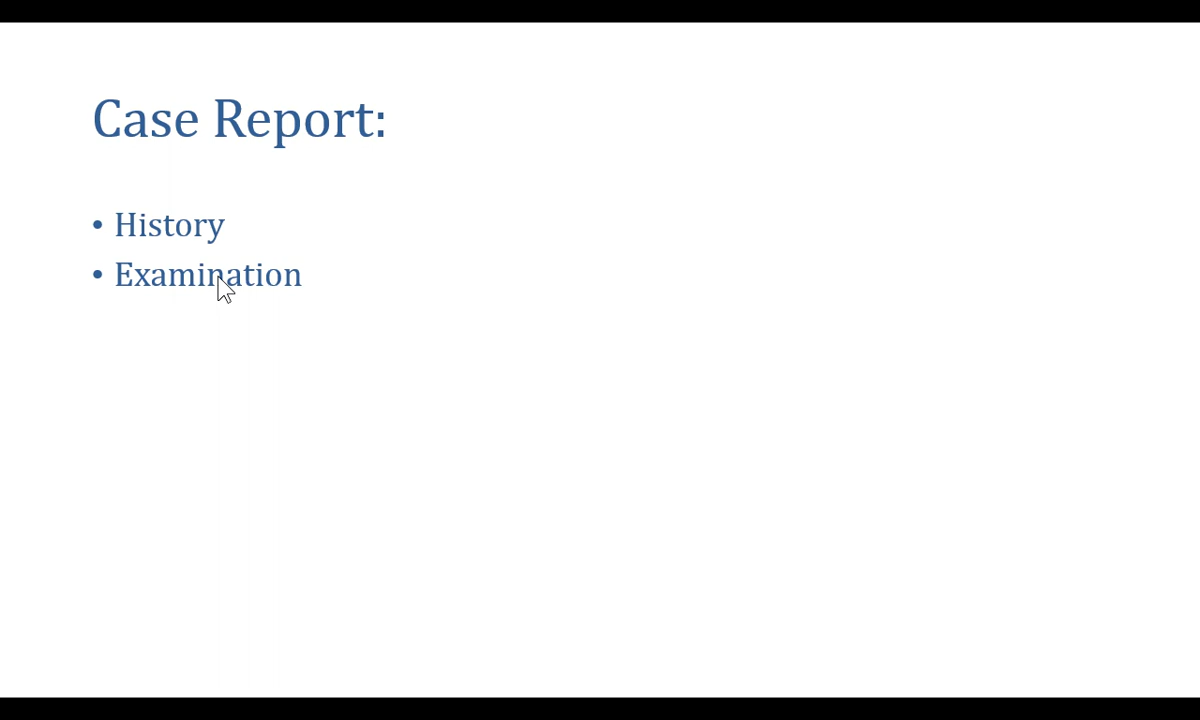 Case Report:
• History
• Examination